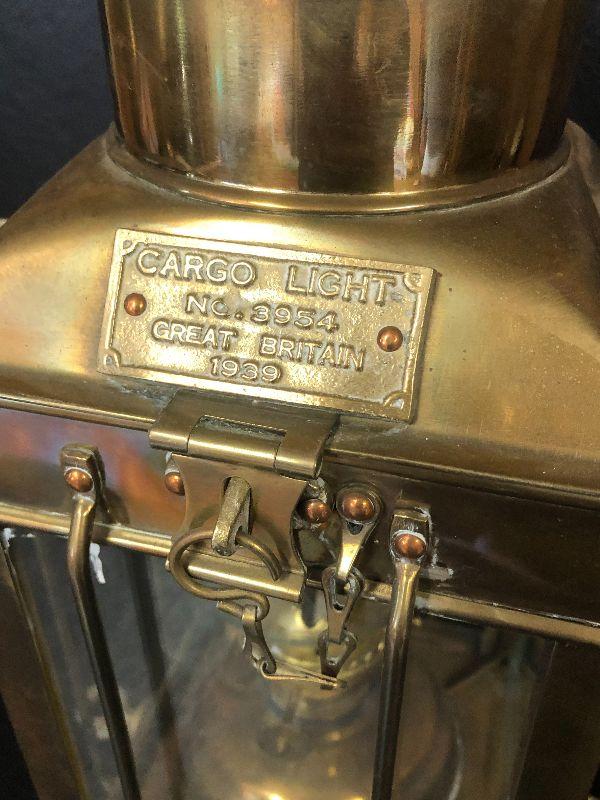 CARGO LIGHT
NO. 3954
GREAT BRITAIN
1939